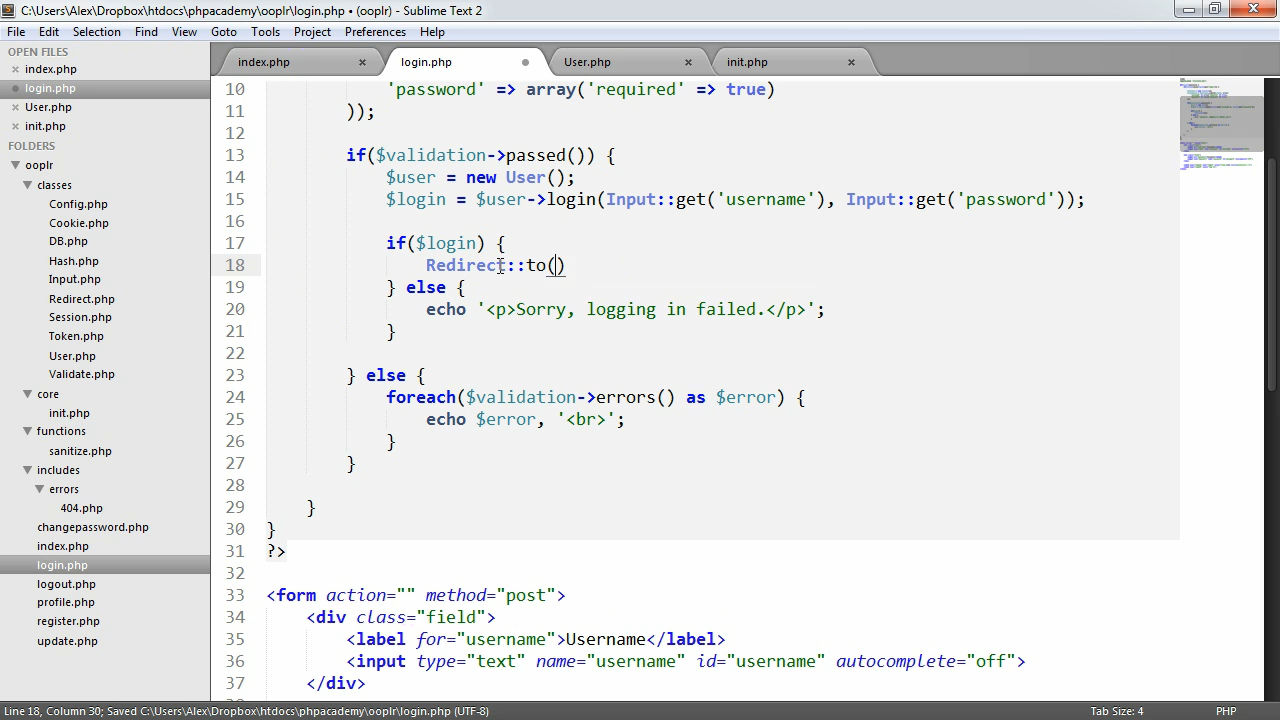 C:\Users\Alex\Dropbox\htdocs\phpacademy\ooplr\login.php • (ooplr) - Sublime Text 2
File Edit Selection Find View Goto Tools Project Preferences Help
OPEN FILES
index.php
login.php
User.php
init.php
FOLDERS
ooplr
classes
Config.php
Cookie.php
DB.php
Hash.php
Input.php
Redirect.php
Session.php
Token.php
User.php
Validate.php
core
init.php
functions
sanitize.php
includes
errors
404.php
changepassword.php
index.php
login.php
logout.php
profile.php
register.php
update.php
index.php login.php User.php init.php
10 'password' => array('required' => true)
11 ));
12
13 if($validation->passed()) {
14 $user = new User();
15 $login = $user->login(Input::get('username'), Input::get('password'));
16
17 if($login) {
18 Redirect::to()
19 } else {
20 echo '<p>Sorry, logging in failed.</p>';
21 }
22
23 } else {
24 foreach($validation->errors() as $error) {
25 echo $error, '<br>';
26 }
27 }
28
29 }
30 }
31 ?>
32
33 <form action="" method="post">
34 <div class="field">
35 <label for="username">Username</label>
36 <input type="text" name="username" id="username" autocomplete="off">
37 </div>
Line 18, Column 30; Saved C:\Users\Alex\Dropbox\htdocs\phpacademy\ooplr\login.php (UTF-8) Tab Size: 4 PHP